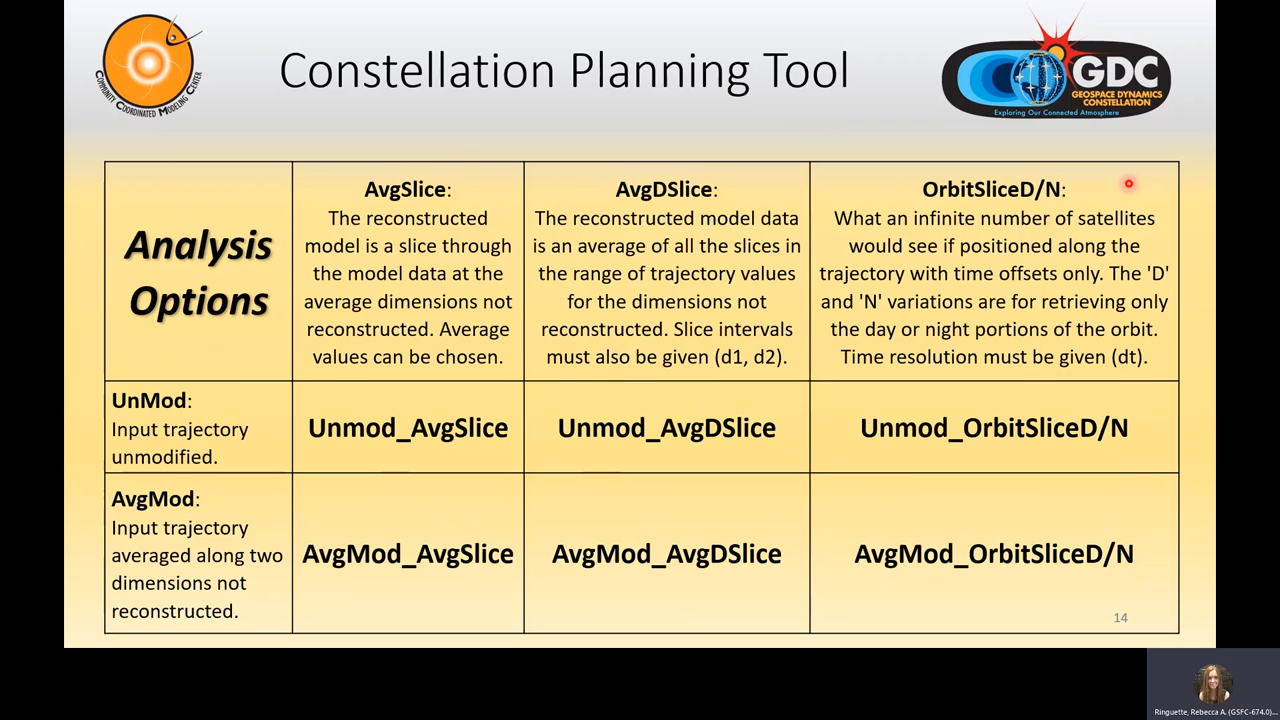 COMMUNITY COORDINATED MODELING CENTER
Constellation Planning Tool
GDC
GEOSPACE DYNAMICS
CONSTELLATION
Exploring Our Connected Atmosphere
Analysis
Options
AvgSlice:
The reconstructed
model is a slice through
the model data at the
average dimensions not
reconstructed. Average
values can be chosen.
AvgDSlice:
The reconstructed model data
is an average of all the slices in
the range of trajectory values
for the dimensions not
reconstructed. Slice intervals
must also be given (d1, d2).
OrbitSliceD/N:
What an infinite number of satellites
would see if positioned along the
trajectory with time offsets only. The 'D'
and 'N' variations are for retrieving only
the day or night portions of the orbit.
Time resolution must be given (dt).
UnMod:
Input trajectory
unmodified.
Unmod_AvgSlice
Unmod_AvgDSlice
Unmod_OrbitSliceD/N
AvgMod:
Input trajectory
averaged along two
dimensions not
reconstructed.
AvgMod_AvgSlice
AvgMod_AvgDSlice
AvgMod_OrbitSliceD/N
14
Ringuette, Rebecca A. (GSFC-674.0)...